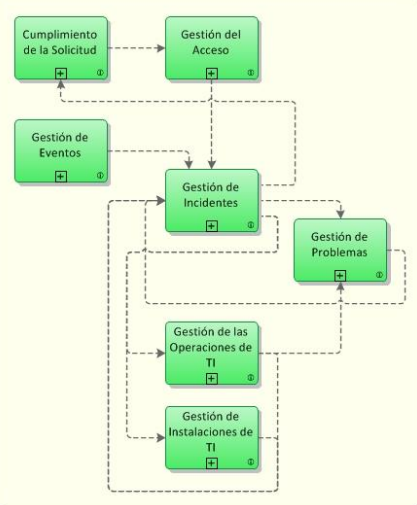 Cumplimiento
de la Solicitud
Gestión del
Acceso
Gestión de
Eventos
Gestión de
Incidentes
Gestión de
Problemas
Gestión de las
Operaciones de
TI
Gestión de
Instalaciones de
TI